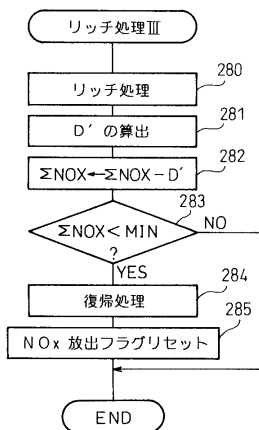 リッチ処理Ⅲ
280
リッチ処理
281
D′の算出
282
ΣNOX←ΣNOX−D′
283
ΣNOX<MIN
?
NO
YES
284
復帰処理
285
NOx 放出フラグリセット
END